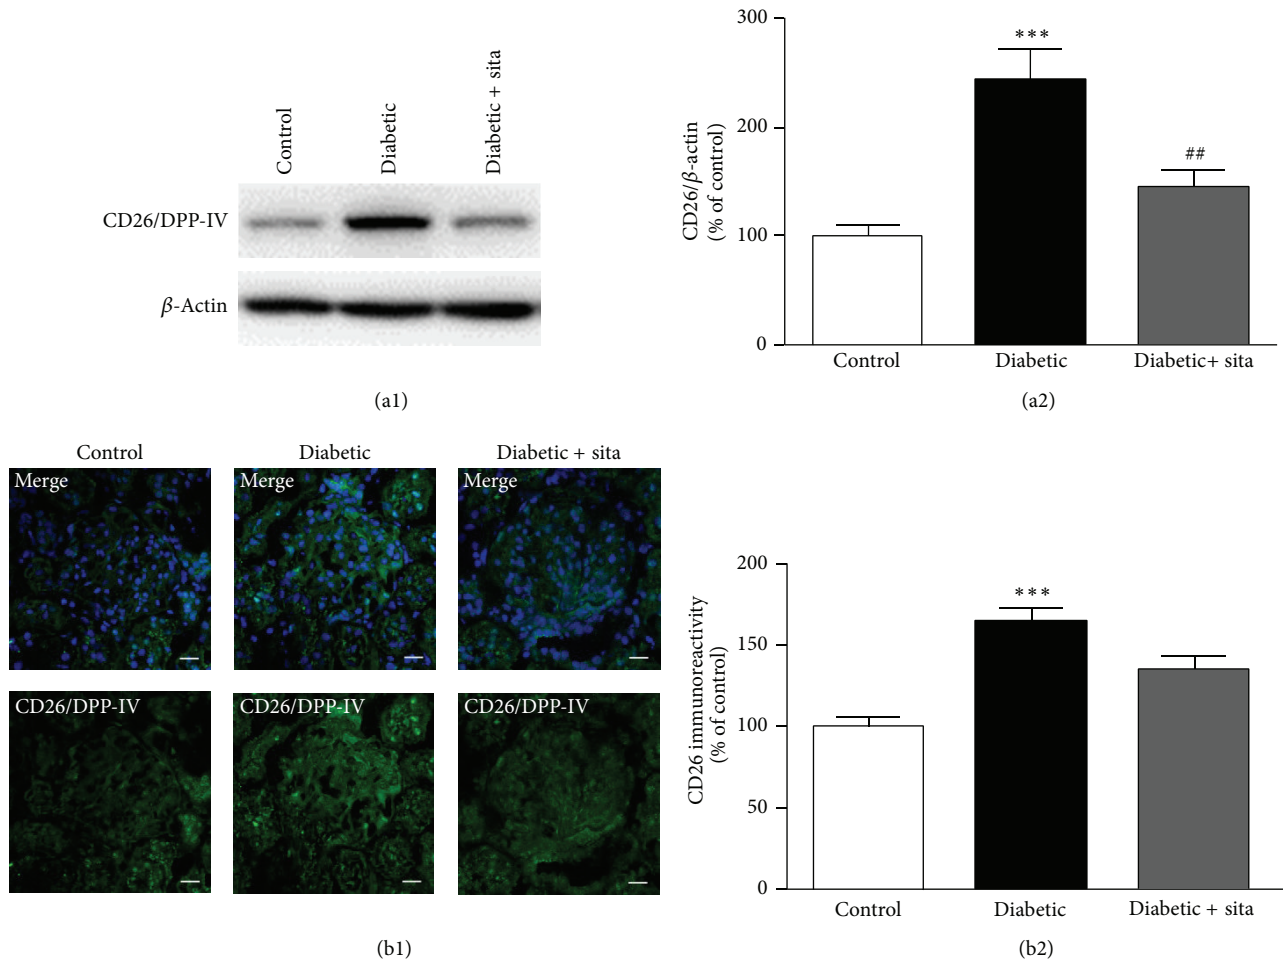 Control
Diabetic
Diabetic + sita
CD26/DPP-IV
β-Actin
(a1)
CD26/β-actin
(% of control)
300
200
100
0
***
##
Control
Diabetic
Diabetic+ sita
(a2)
Control
Diabetic
Diabetic + sita
Merge
Merge
Merge
CD26/DPP-IV
CD26/DPP-IV
CD26/DPP-IV
(b1)
CD26 immunoreactivity
(% of control)
200
150
100
50
0
***
Control
Diabetic
Diabetic + sita
(b2)